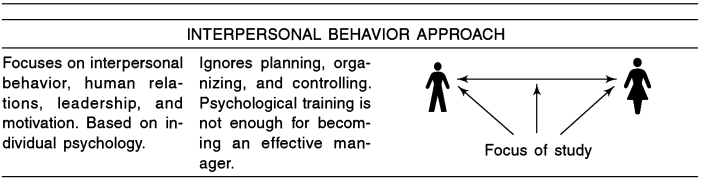 INTERPERSONAL BEHAVIOR APPROACH
Focuses on interpersonal
behavior, human rela-
tions, leadership, and
motivation. Based on in-
dividual psychology.
Ignores planning, orga-
nizing, and controlling.
Psychological training is
not enough for becom-
ing an effective man-
ager.
Focus of study